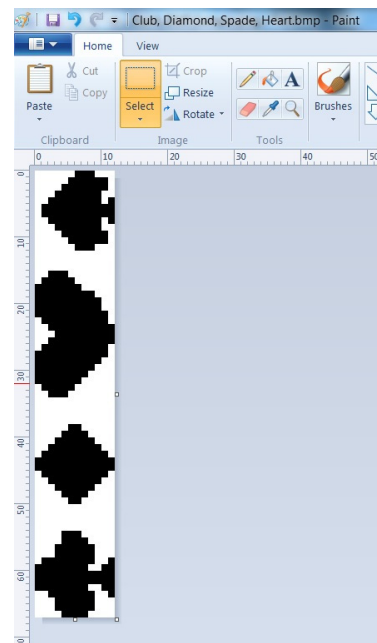 Club, Diamond, Spade, Heart.bmp - Paint
Home View
Paste
Cut
Copy
Clipboard
Select
Crop
Resize
Rotate
Image
A
Tools
Brushes
0 10 20 30 40 50
0
10
20
30
40
50
60